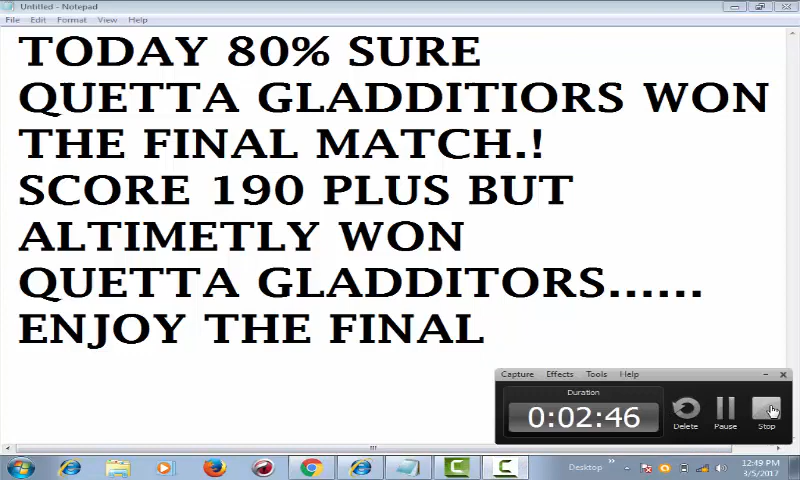 Untitled - Notepad
File Edit Format View Help
TODAY 80% SURE
QUETTA GLADDITIORS WON
THE FINAL MATCH.!
SCORE 190 PLUS BUT
ALTIMETLY WON
QUETTA GLADDITORS......
ENJOY THE FINAL
Capture Effects Tools Help
Duration
0:02:46
Delete Pause Stop
Desktop
12:49 PM
3/5/2017